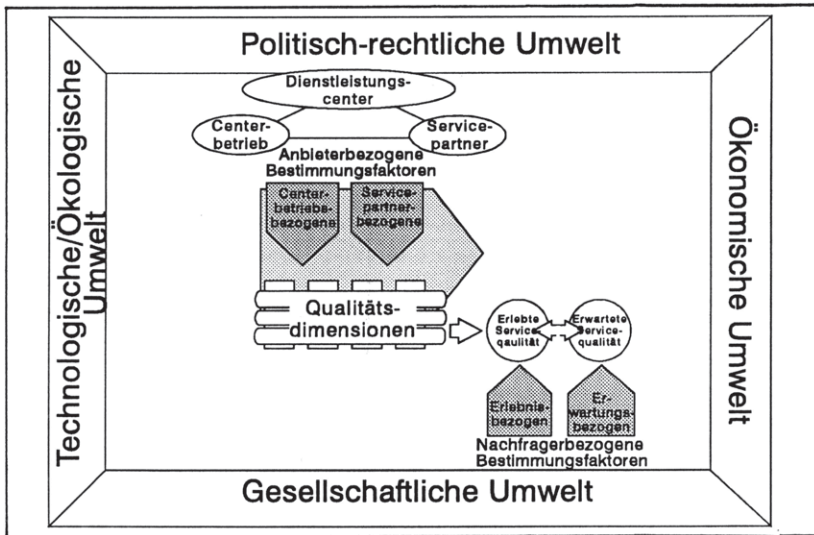 Politisch-rechtliche Umwelt
Technologische/Ökologische
Umwelt
Dienstleistungs-
center
Center-
betrieb
Service-
partner
Anbieterbezogene
Bestimmungsfaktoren
Center-
betriebs-
bezogene
Service-
partner-
bezogene
Qualitäts-
dimensionen
Erlebte
Service-
qaulität
Erwartete
Service-
qualität
Erlebnis-
bezogen
Er-
wartungs-
bezogen
Nachfragerbezogene
Bestimmungsfaktoren
Ökonomische Umwelt
Gesellschaftliche Umwelt